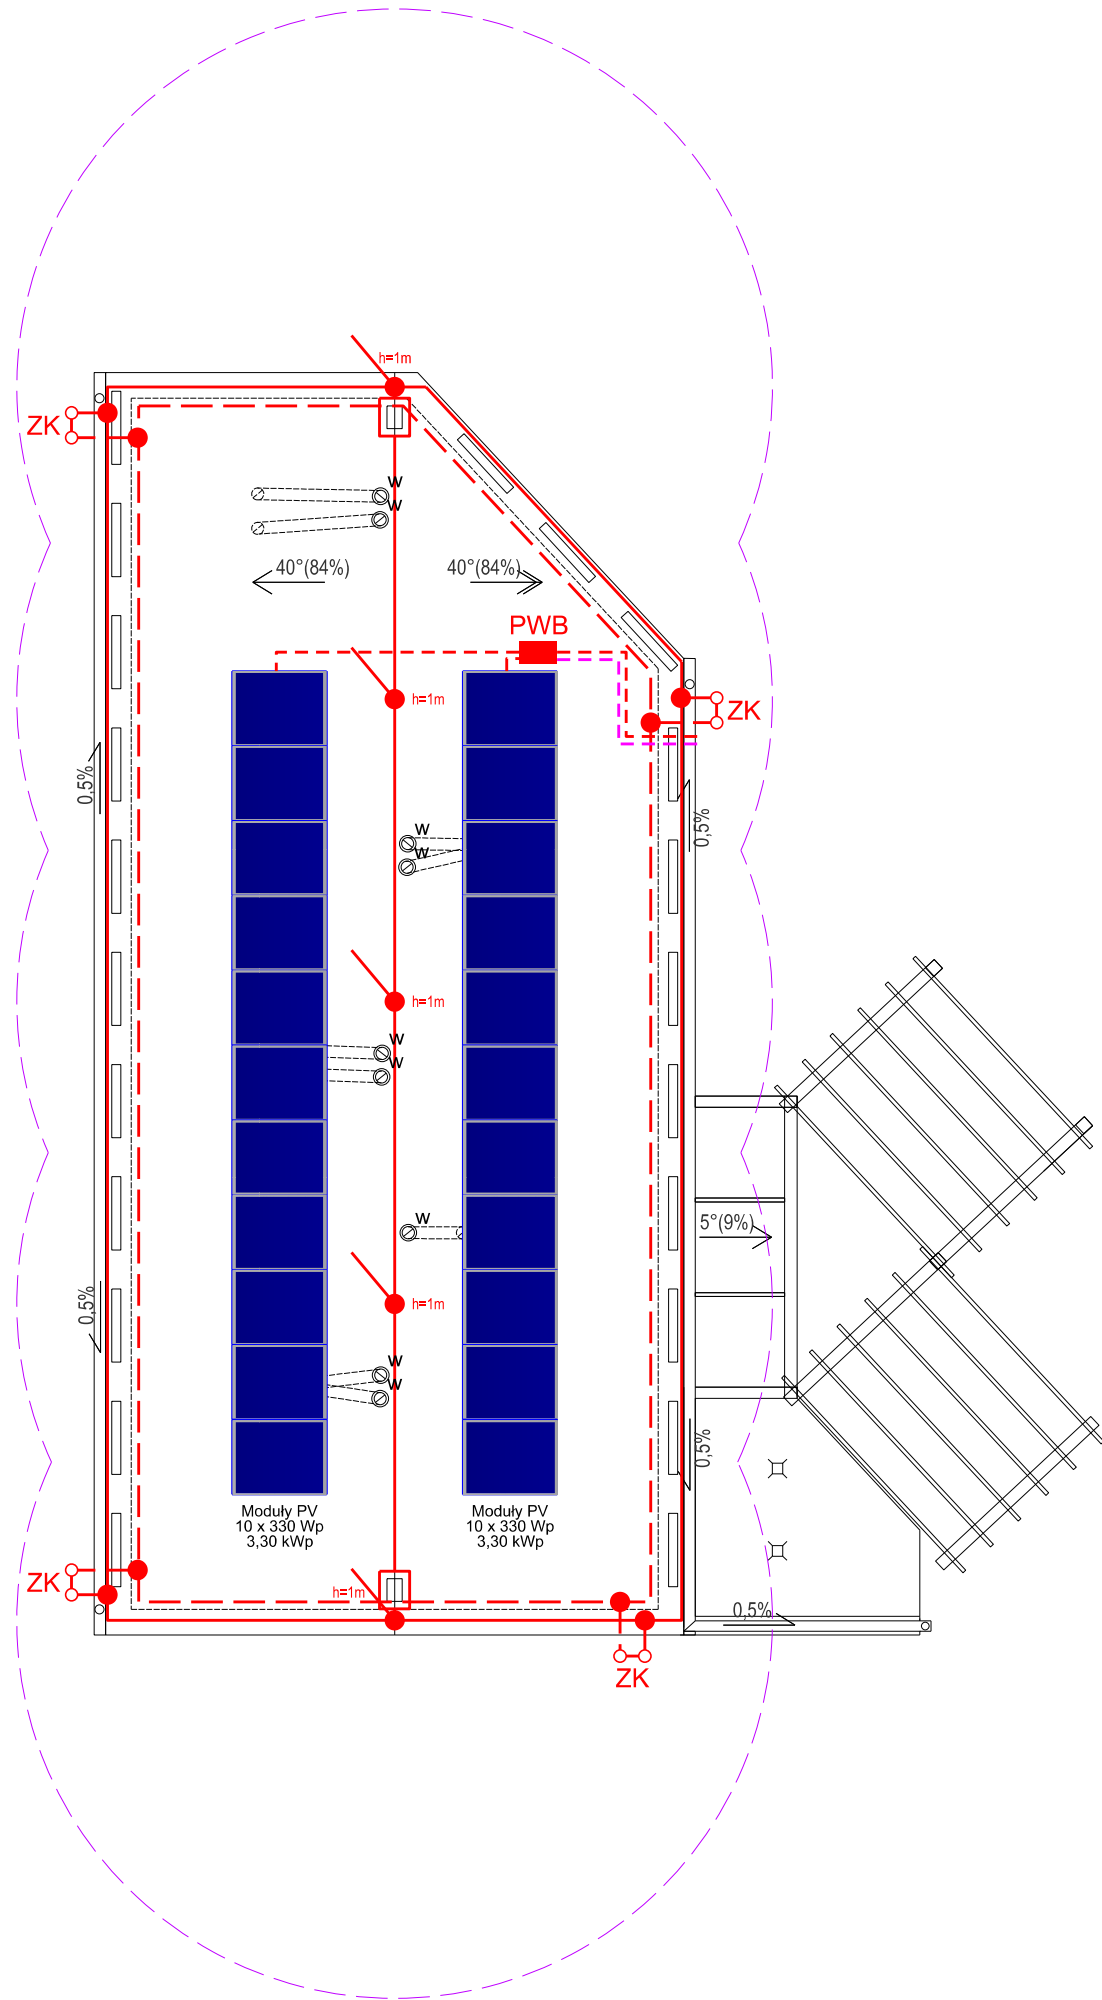 h=1m
ZK
W
W
40°(84%)
40°(84%)
PWB
h=1m
ZK
0,5%
0,5%
W
W
h=1m
W
W
W
5°(9%)
0,5%
h=1m
W
W
0,5%
Moduły PV
10 x 330 Wp
3,30 kWp
Moduły PV
10 x 330 Wp
3,30 kWp
ZK
h=1m
0,5%
ZK